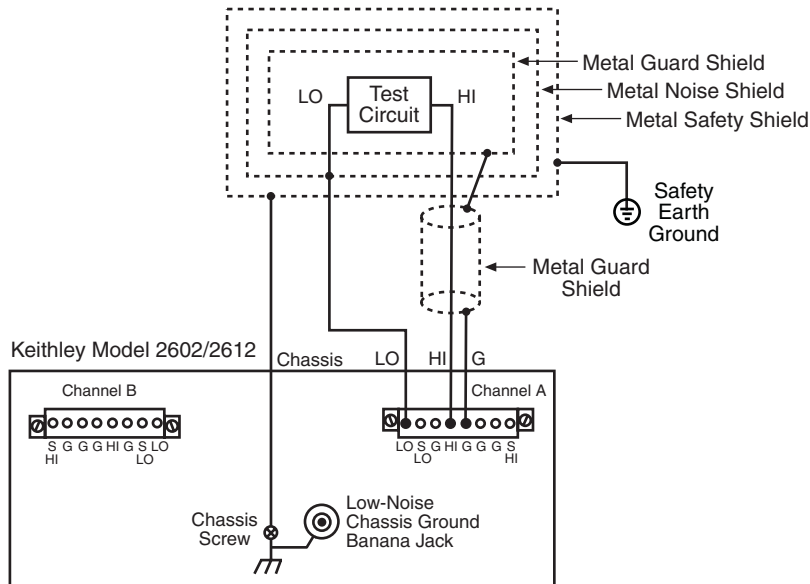 Metal Guard Shield
Metal Noise Shield
Metal Safety Shield
LO
Test
Circuit
HI
Safety
Earth
Ground
Metal Guard
Shield
Keithley Model 2602/2612
Chassis
LO
HI
G
Channel B
Channel A
S G G G HI G S LO
HI LO
LO S G HI G G G S
LO HI
Chassis
Screw
Low-Noise
Chassis Ground
Banana Jack